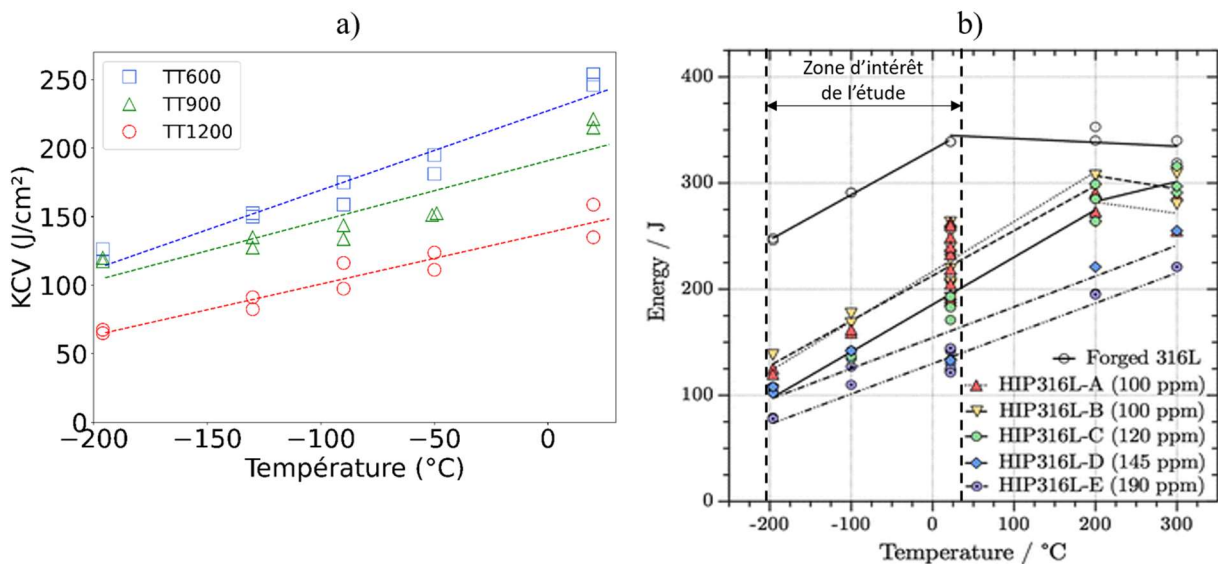 a)
250
200
150
100
50
0
KCV (J/cm²)
TT600
TT900
TT1200
−200
−150
−100
−50
0
Température (°C)
b)
400
300
200
100
0
Energy / J
Zone d’intérêt
de l’étude
Forged 316L
HIP316L-A (100 ppm)
HIP316L-B (100 ppm)
HIP316L-C (120 ppm)
HIP316L-D (145 ppm)
HIP316L-E (190 ppm)
-200
-100
0
100
200
300
Temperature / °C